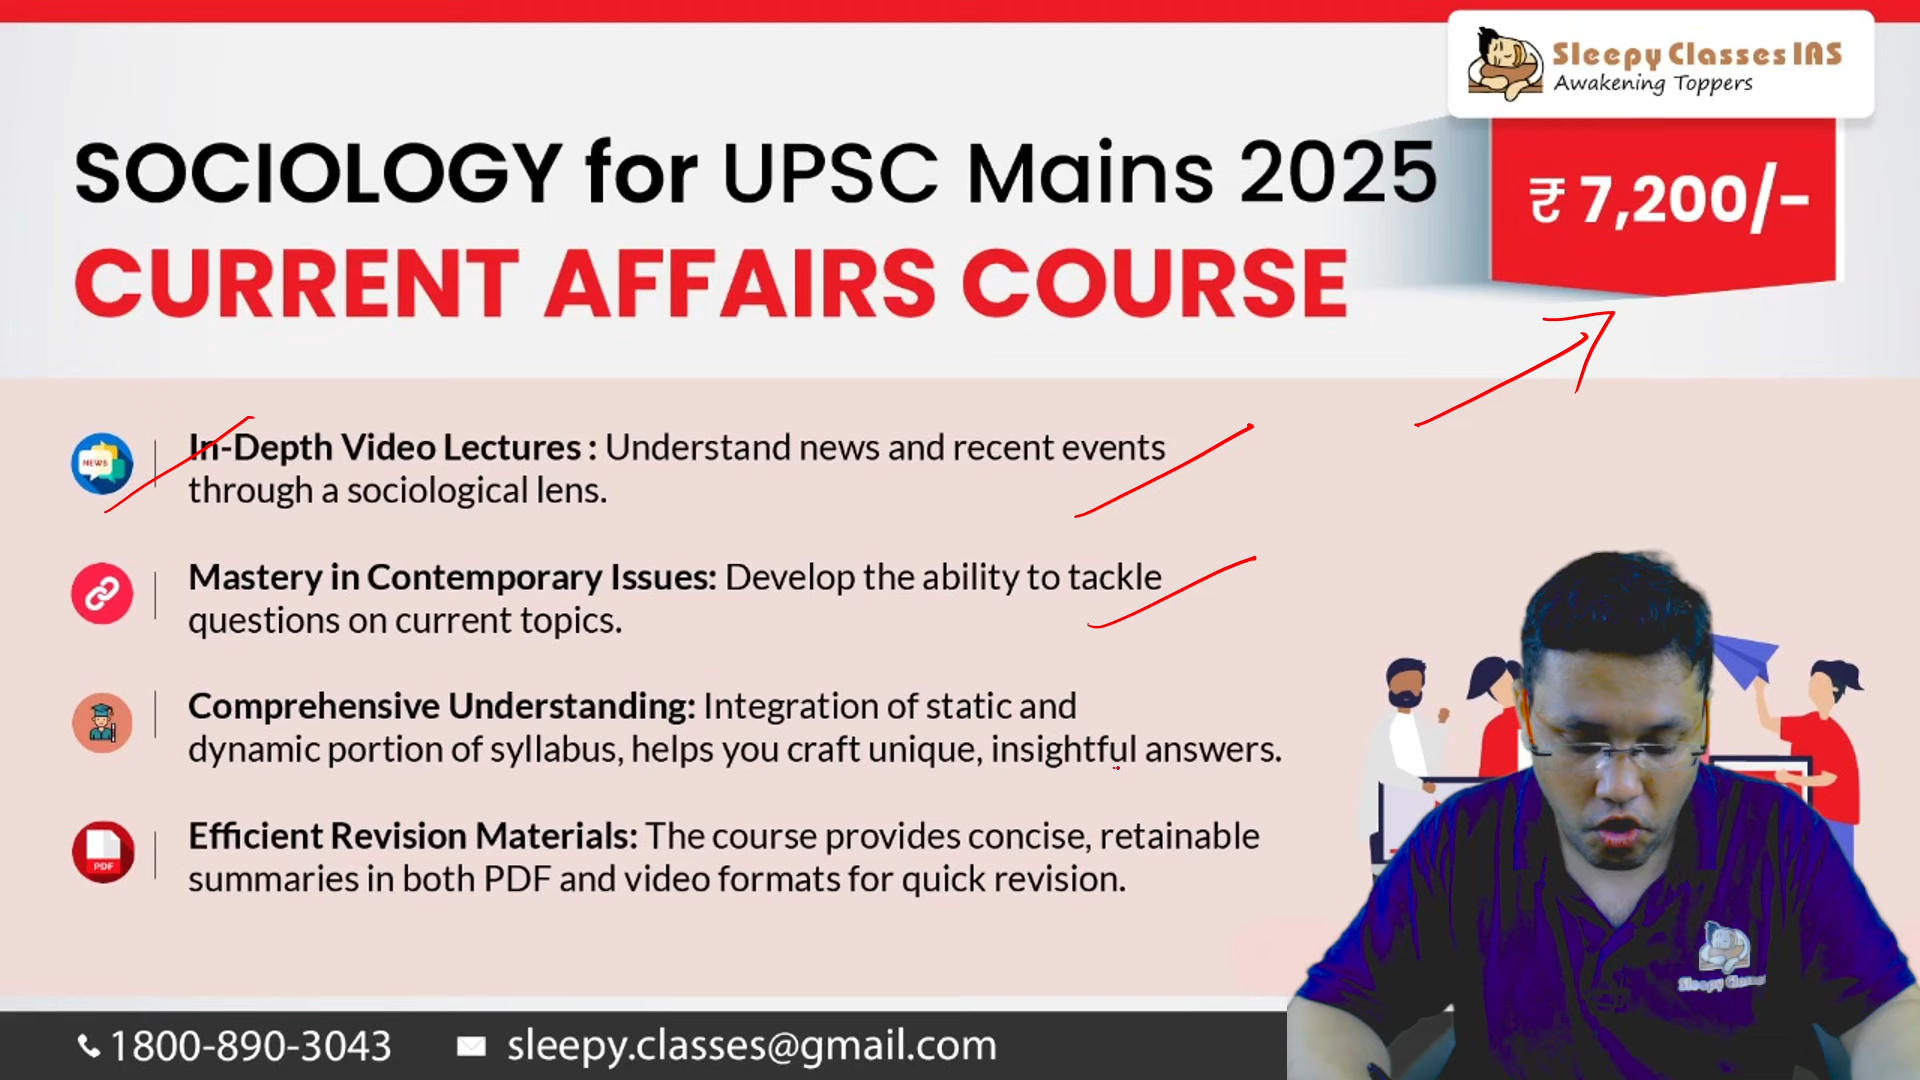 Sleepy Classes IAS
Awakening Toppers
SOCIOLOGY for UPSC Mains 2025
₹ 7,200/-
CURRENT AFFAIRS COURSE
NEWS
In-Depth Video Lectures : Understand news and recent events
through a sociological lens.
Mastery in Contemporary Issues: Develop the ability to tackle
questions on current topics.
Comprehensive Understanding: Integration of static and
dynamic portion of syllabus, helps you craft unique, insightful answers.
PDF
Efficient Revision Materials: The course provides concise, retainable
summaries in both PDF and video formats for quick revision.
Sleepy Classes
1800-890-3043
sleepy.classes@gmail.com